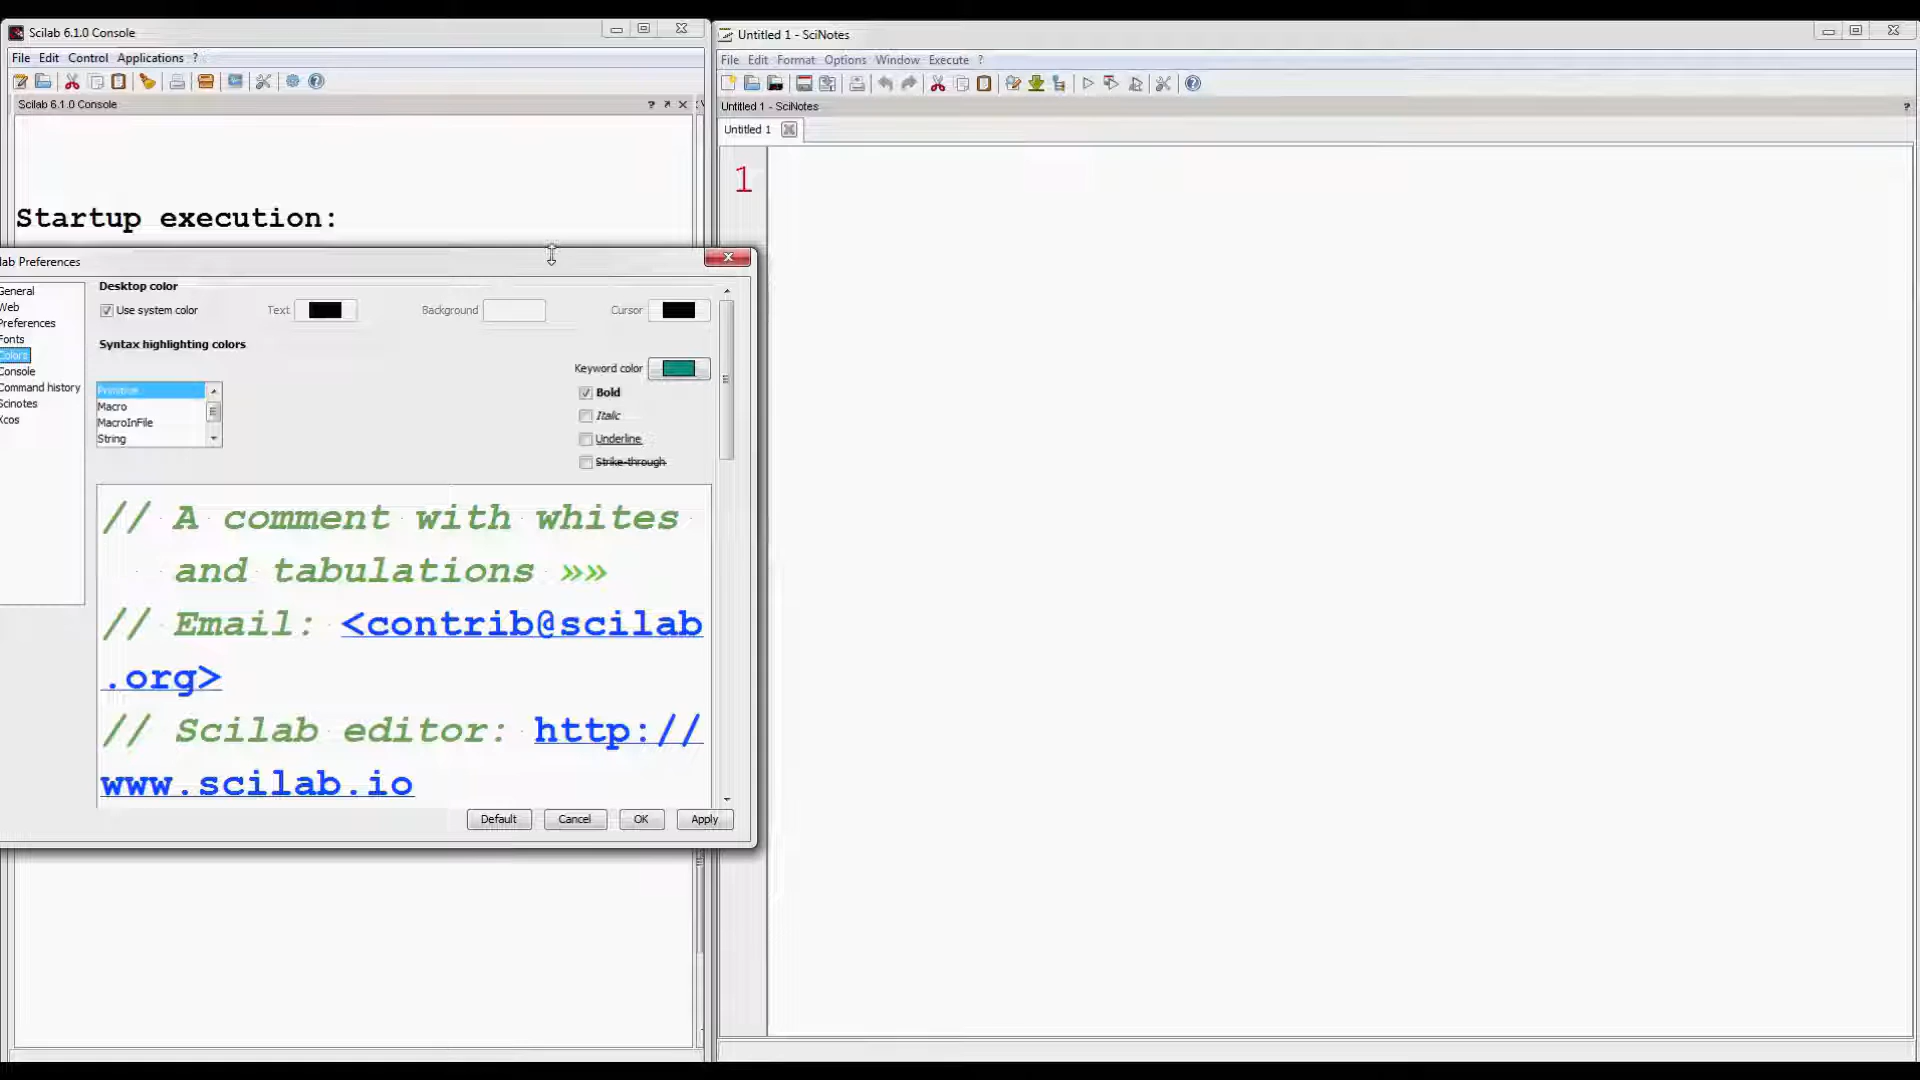 Scilab 6.1.0 Console
File Edit Control Applications ?
Scilab 6.1.0 Console ?
Startup execution:
lab Preferences
General
Web
Preferences
Fonts
Colors
Console
Command history
Scinotes
Xcos
Desktop color
Use system color Text Background Cursor
Syntax highlighting colors
Keyword color
Primitive
Macro
MacroInFile
String
Bold
Italic
Underline
Strike-through
// A comment with whites
and tabulations »»
// Email: <contrib@scilab
.org>
// Scilab editor: http://
www.scilab.io
Default Cancel OK Apply
Untitled 1 - SciNotes
File Edit Format Options Window Execute ?
Untitled 1 - SciNotes ?
Untitled 1
1